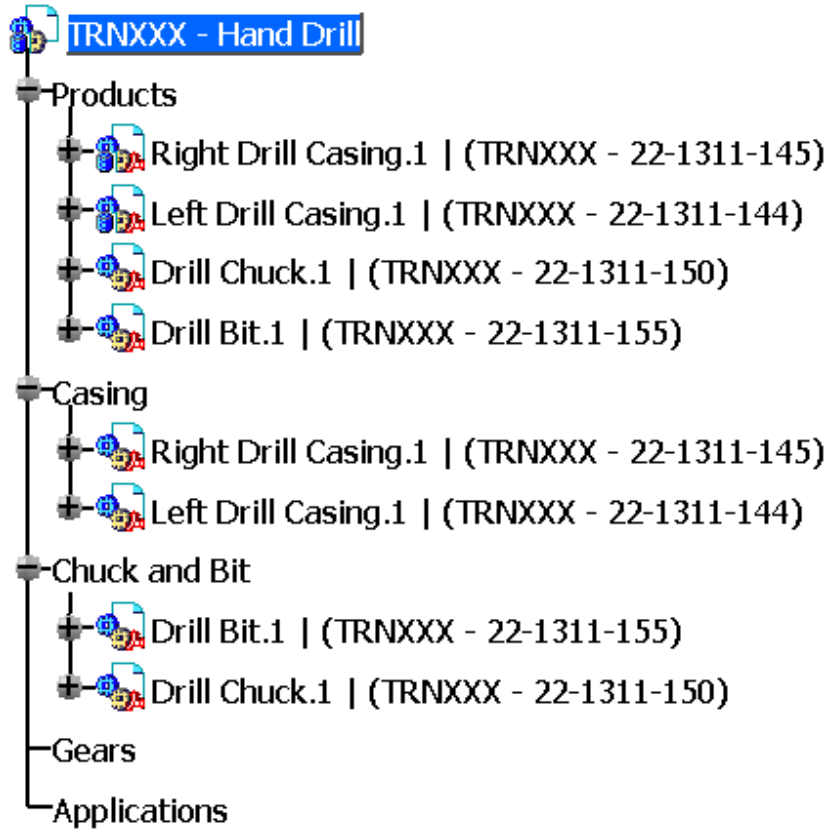 TRNXXX - Hand Drill
Products
Right Drill Casing.1 | (TRNXXX - 22-1311-145)
Left Drill Casing.1 | (TRNXXX - 22-1311-144)
Drill Chuck.1 | (TRNXXX - 22-1311-150)
Drill Bit.1 | (TRNXXX - 22-1311-155)
Casing
Right Drill Casing.1 | (TRNXXX - 22-1311-145)
Left Drill Casing.1 | (TRNXXX - 22-1311-144)
Chuck and Bit
Drill Bit.1 | (TRNXXX - 22-1311-155)
Drill Chuck.1 | (TRNXXX - 22-1311-150)
Gears
Applications